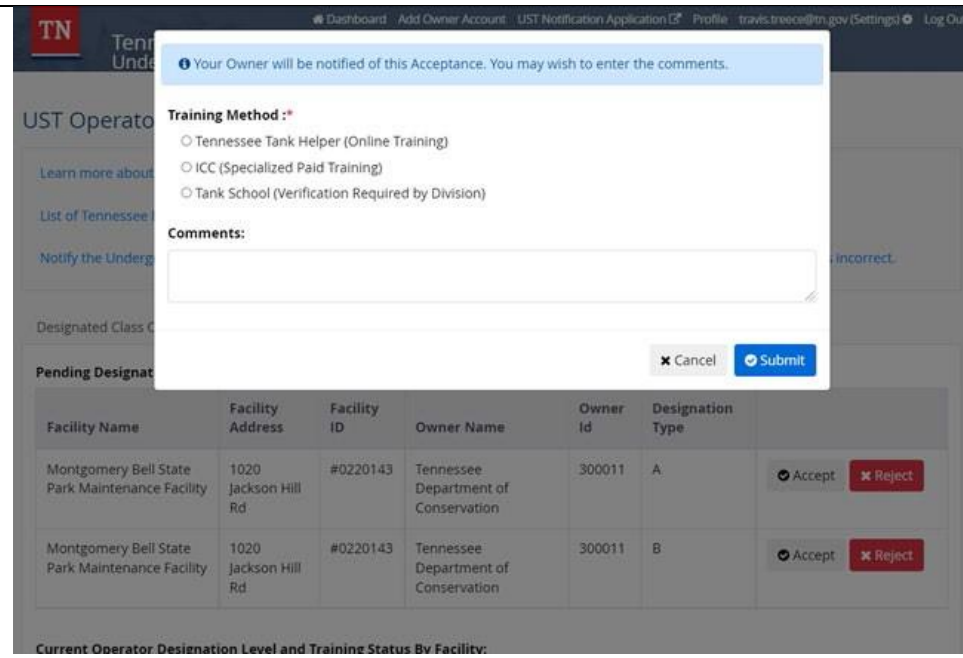 TN
Dashboard Add Owner Account UST Notification Application Profile travis.treece@tn.gov (Settings) Log Ou
Tenn
Unde
Your Owner will be notified of this Acceptance. You may wish to enter the comments.
UST Operato
Training Method :*
Tennessee Tank Helper (Online Training)
ICC (Specialized Paid Training)
Tank School (Verification Required by Division)
Learn more about
List of Tennessee
Comments:
Notify the Underg
incorrect.
Designated Class
Cancel Submit
Pending Designat
Facility Name Facility Address Facility ID Owner Name Owner Id Designation Type
Montgomery Bell State Park Maintenance Facility 1020 Jackson Hill Rd #0220143 Tennessee Department of Conservation 300011 A Accept Reject
Montgomery Bell State Park Maintenance Facility 1020 Jackson Hill Rd #0220143 Tennessee Department of Conservation 300011 B Accept Reject
Current Operator Designation Level and Training Status By Facility: